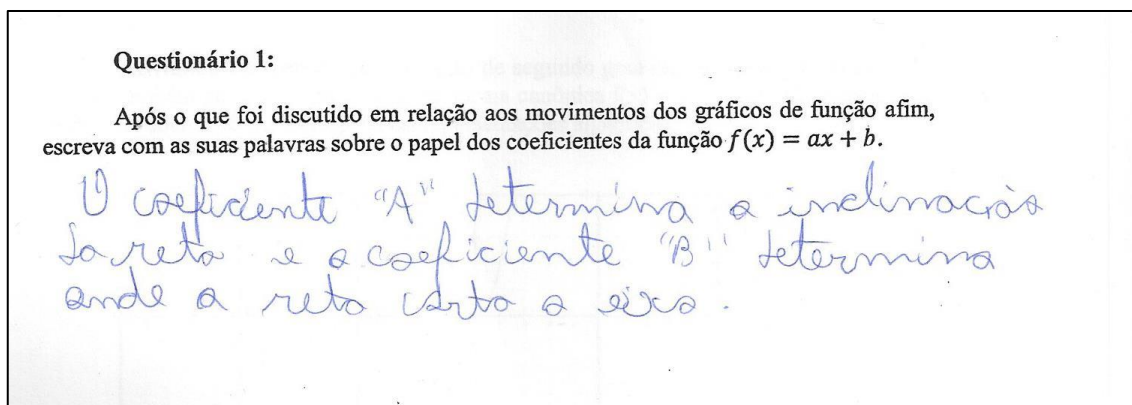 Questionário 1:
Após o que foi discutido em relação aos movimentos dos gráficos de função afim,
escreva com as suas palavras sobre o papel dos coeficientes da função f(x) = ax + b.
O coeficiente "A" determina a inclinação
da reta e o coeficiente "B" determina
onde a reta corta o eixo.